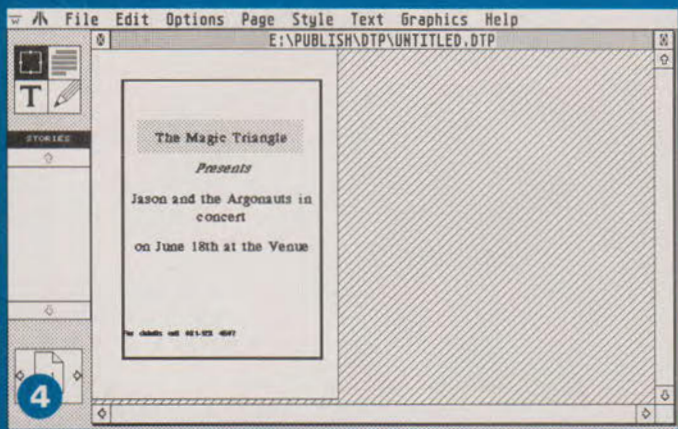 File Edit Options Page Style Text Graphics Help
E:\PUBLISH\DTP\UNTITLED.DTP
T
STORIES
The Magic Triangle
Presents
Jason and the Argonauts in
concert
on June 18th at the Venue
4